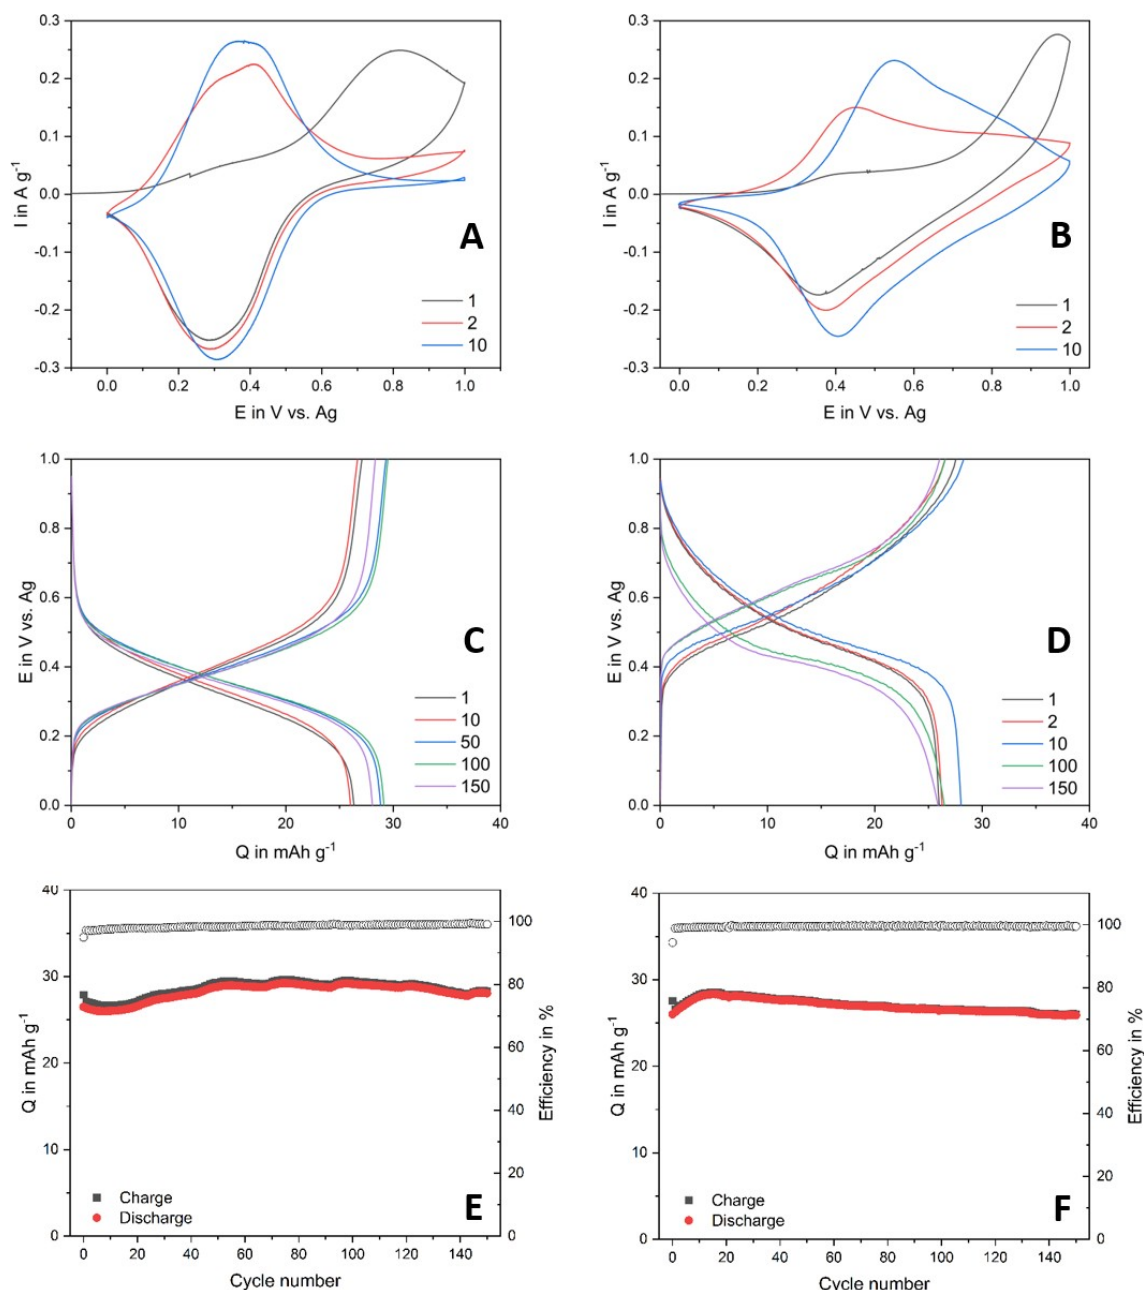 0.3
0.2
0.1
0.0
-0.1
-0.2
-0.3
I in A g⁻¹
A
1
2
10
0.0 0.2 0.4 0.6 0.8 1.0
E in V vs. Ag
0.3
0.2
0.1
0.0
-0.1
-0.2
-0.3
I in A g⁻¹
B
1
2
10
0.0 0.2 0.4 0.6 0.8 1.0
E in V vs. Ag
1.0
0.8
0.6
0.4
0.2
0.0
E in V vs. Ag
C
1
10
50
100
150
0 10 20 30 40
Q in mAh g⁻¹
1.0
0.8
0.6
0.4
0.2
0.0
E in V vs. Ag
D
1
2
10
100
150
0 10 20 30 40
Q in mAh g⁻¹
40
30
20
10
0
Q in mAh g⁻¹
Charge
Discharge
E
100
80
60
40
20
0
Efficiency in %
0 20 40 60 80 100 120 140
Cycle number
40
30
20
10
0
Q in mAh g⁻¹
Charge
Discharge
F
100
80
60
40
20
0
Efficiency in %
0 20 40 60 80 100 120 140
Cycle number